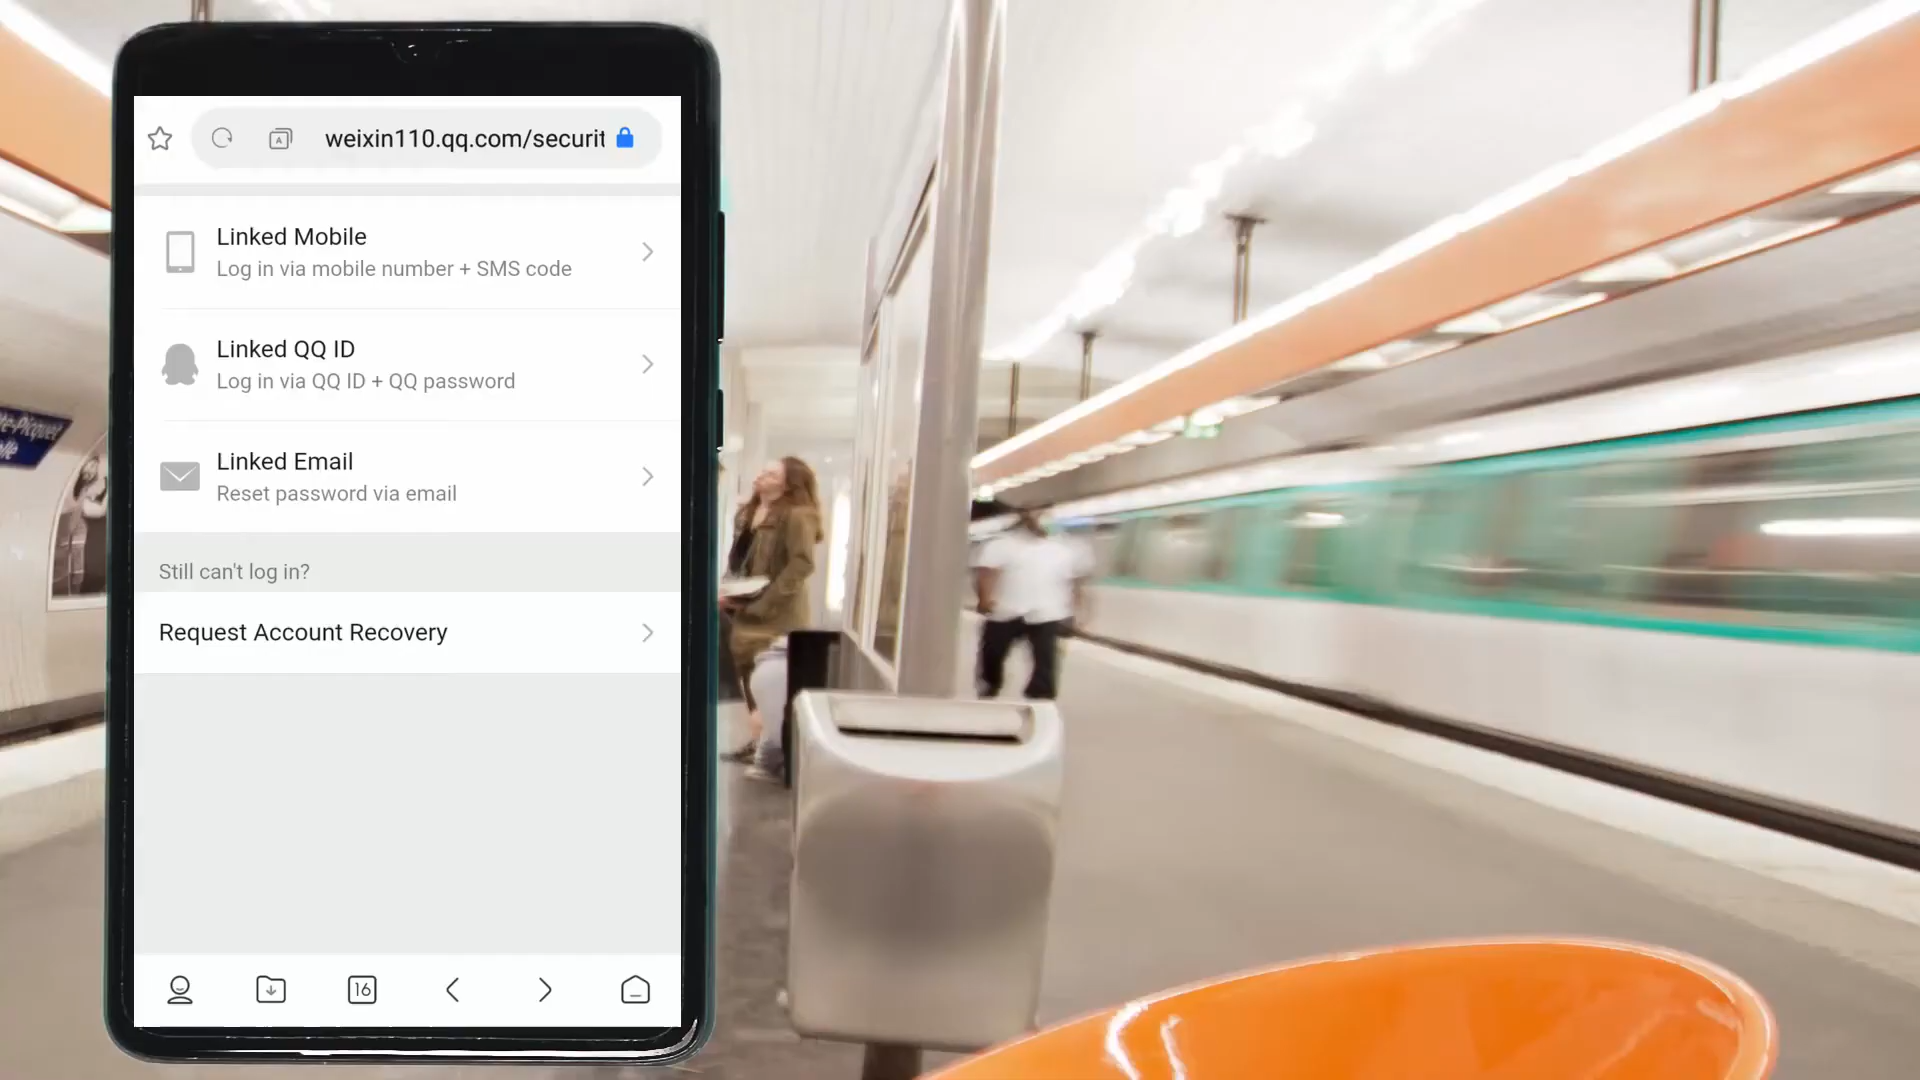 weixin110.qq.com/securit
Linked Mobile
Log in via mobile number + SMS code
Linked QQ ID
Log in via QQ ID + QQ password
Linked Email
Reset password via email
Still can't log in?
Request Account Recovery
16